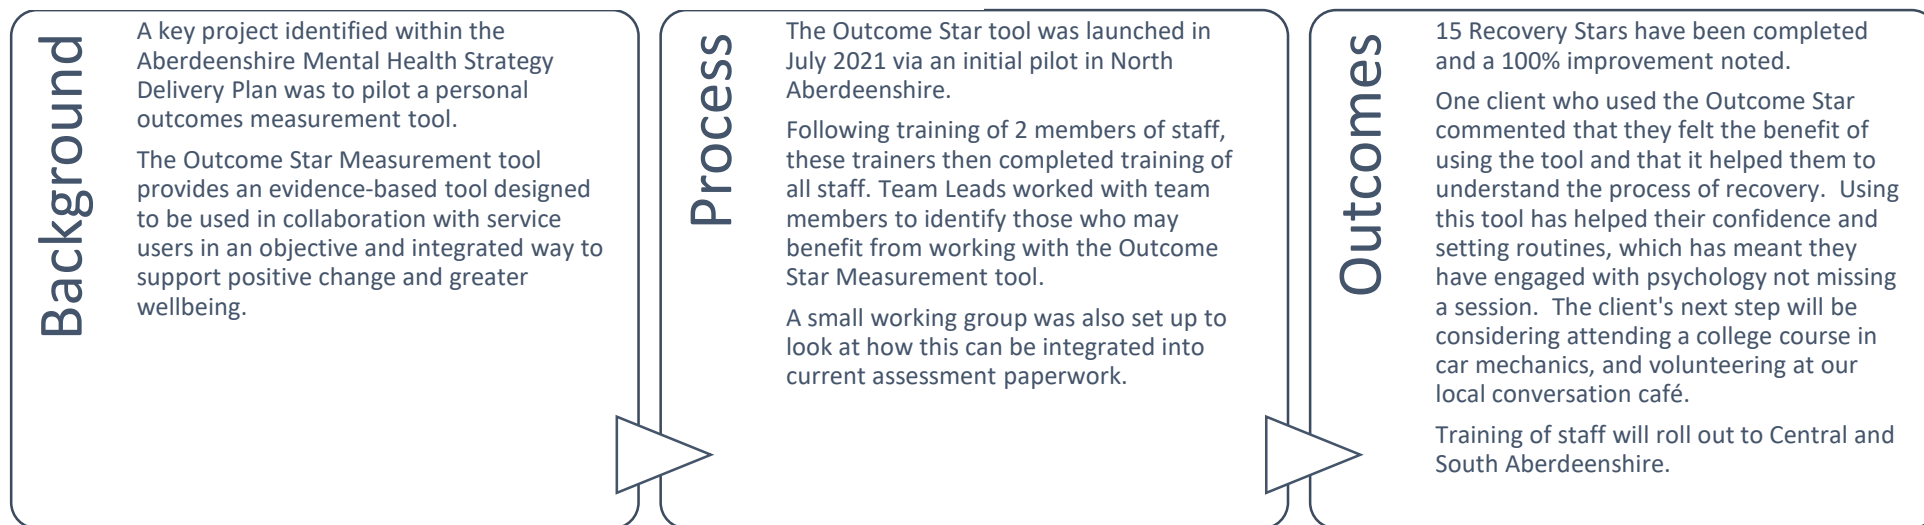 Background
A key project identified within the
Aberdeenshire Mental Health Strategy
Delivery Plan was to pilot a personal
outcomes measurement tool.
The Outcome Star Measurement tool
provides an evidence-based tool designed
to be used in collaboration with service
users in an objective and integrated way to
support positive change and greater
wellbeing.
Process
The Outcome Star tool was launched in
July 2021 via an initial pilot in North
Aberdeenshire.
Following training of 2 members of staff,
these trainers then completed training of
all staff. Team Leads worked with team
members to identify those who may
benefit from working with the Outcome
Star Measurement tool.
A small working group was also set up to
look at how this can be integrated into
current assessment paperwork.
Outcomes
15 Recovery Stars have been completed
and a 100% improvement noted.
One client who used the Outcome Star
commented that they felt the benefit of
using the tool and that it helped them to
understand the process of recovery.  Using
this tool has helped their confidence and
setting routines, which has meant they
have engaged with psychology not missing
a session.  The client's next step will be
considering attending a college course in
car mechanics, and volunteering at our
local conversation café.
Training of staff will roll out to Central and
South Aberdeenshire.